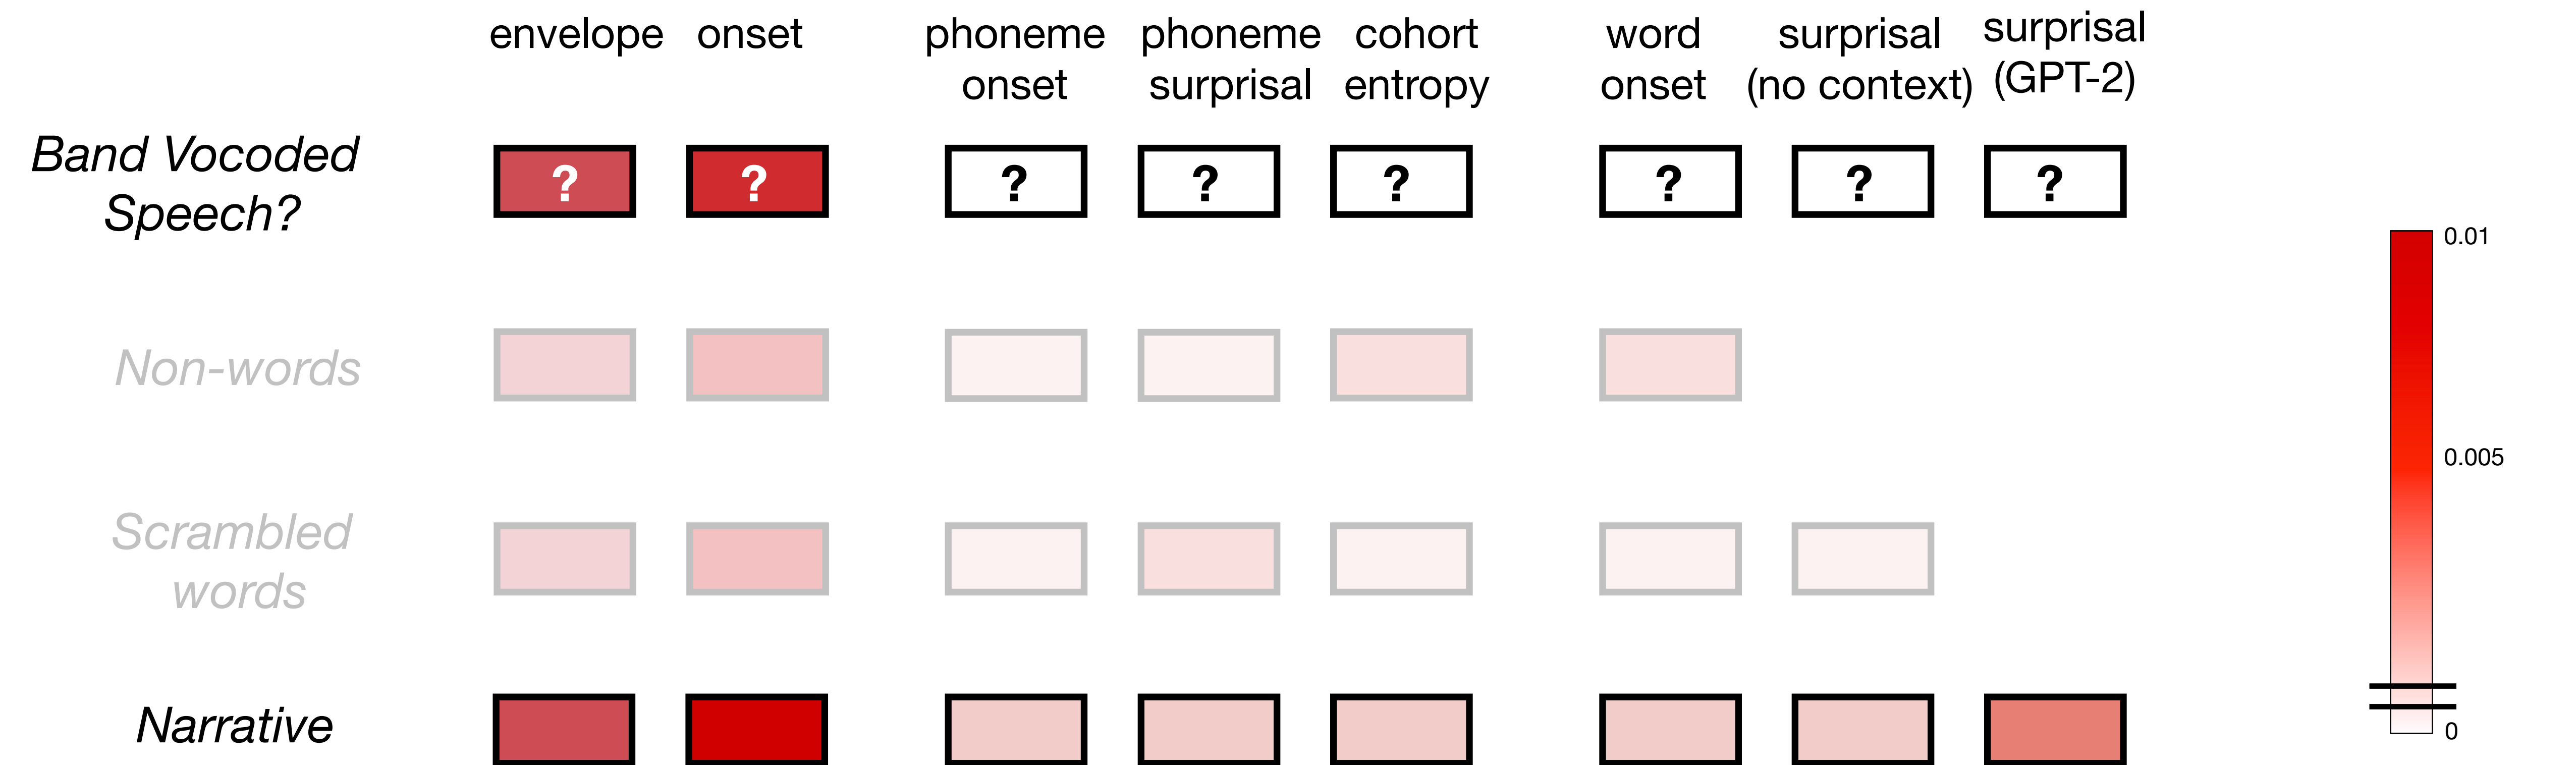 envelope onset
phoneme onset
phoneme surprisal
cohort entropy
word onset
surprisal (no context)
surprisal (GPT-2)
Band Vocoded
Speech?
? ? ? ? ? ? ? ?
Non-words
Scrambled
words
Narrative
0.01
0.005
0